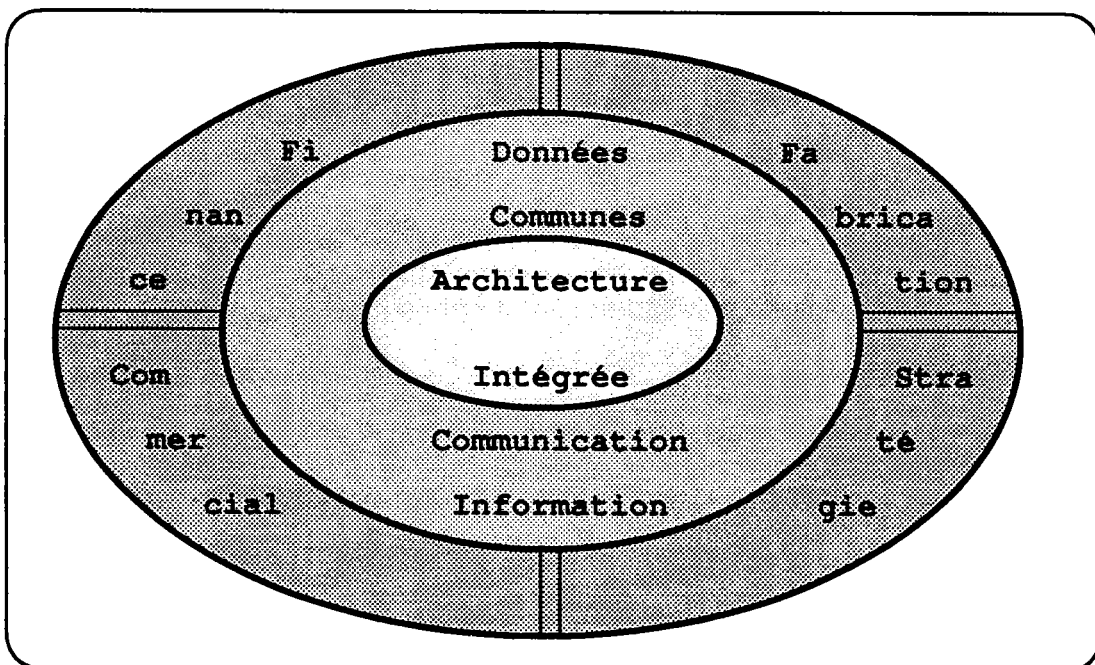 Fi
nan
ce
Données
Communes
Fa
brica
tion
Architecture
Intégrée
Com
mer
cial
Communication
Information
Stra
té
gie